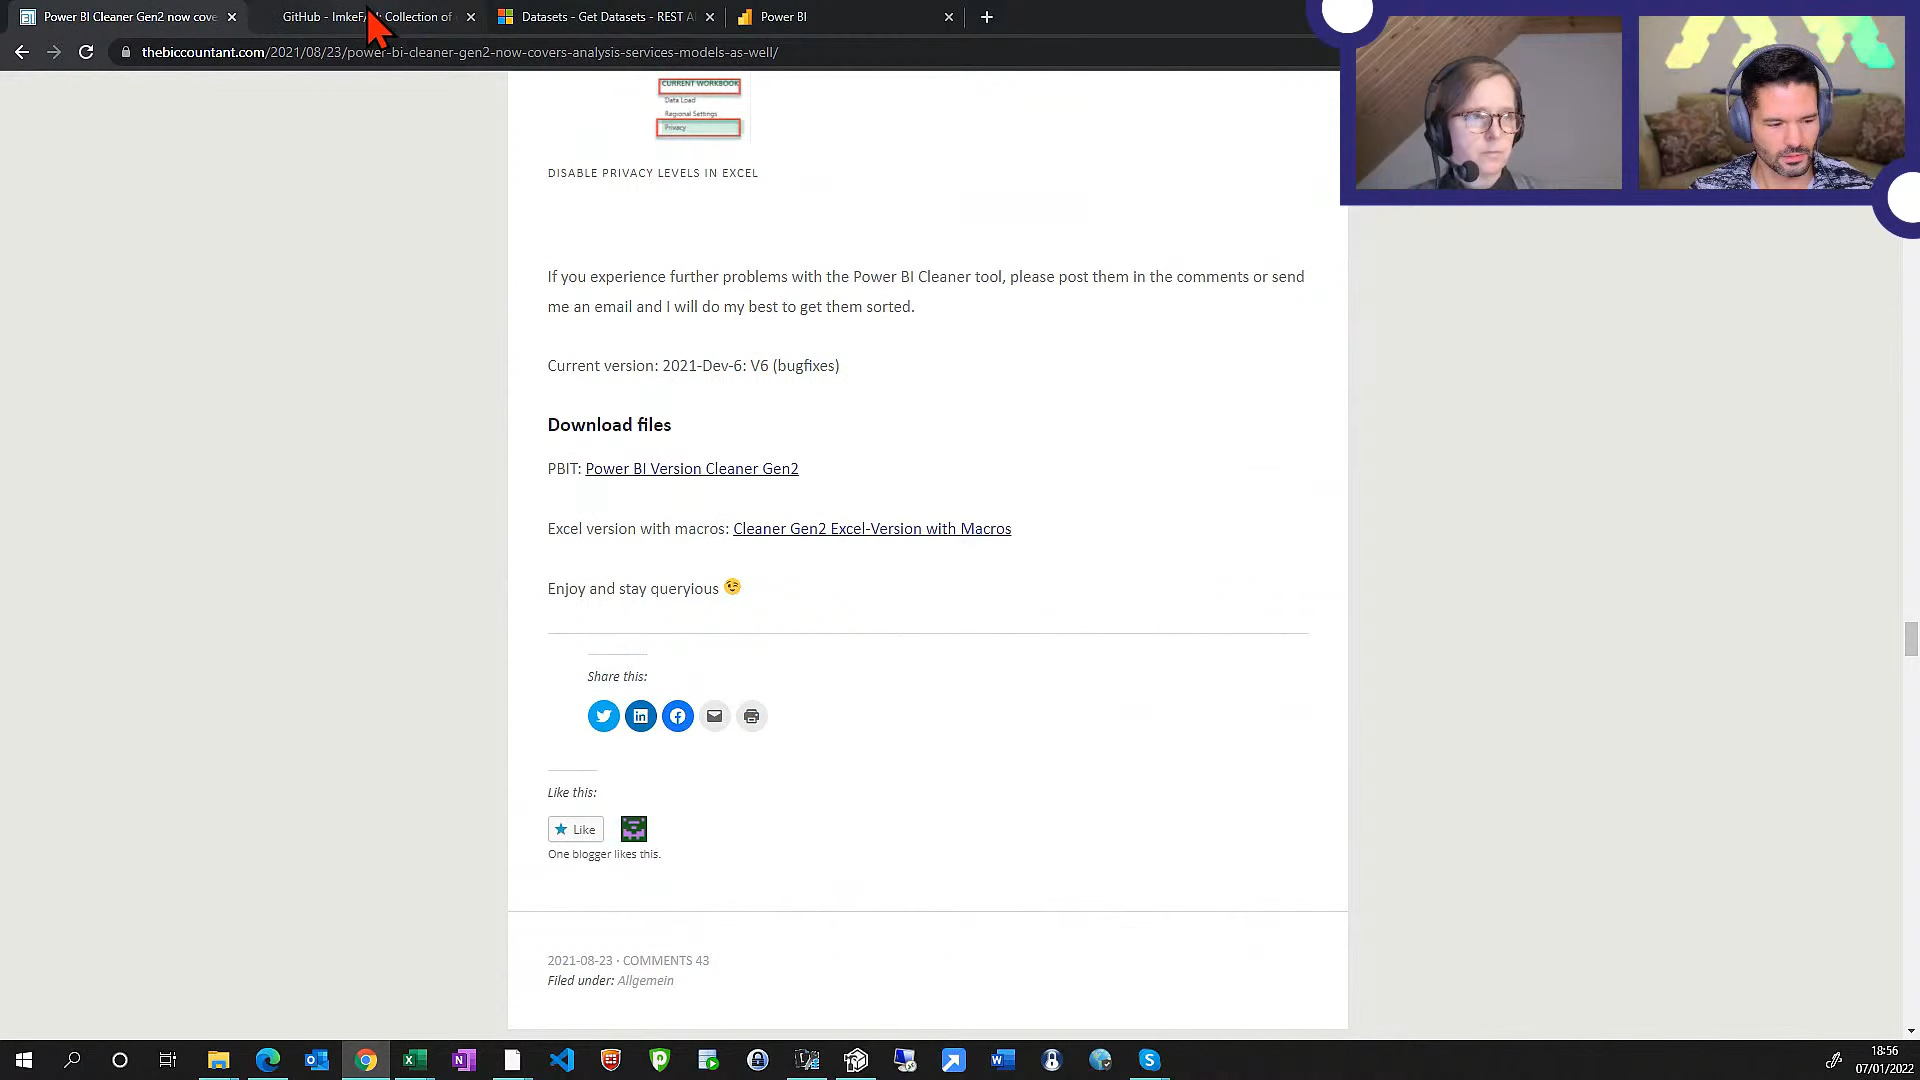 Power BI Cleaner Gen2 now cove
GitHub - ImkeF/ Collection of
Datasets - Get Datasets - REST A
Power BI
thebiccountant.com/2021/08/23/power-bi-cleaner-gen2-now-covers-analysis-services-models-as-well/
CURRENT WORKBOOK
Data Load
Regional Settings
Privacy
DISABLE PRIVACY LEVELS IN EXCEL
If you experience further problems with the Power BI Cleaner tool, please post them in the comments or send
me an email and I will do my best to get them sorted.
Current version: 2021-Dev-6: V6 (bugfixes)
Download files
PBIT: Power BI Version Cleaner Gen2
Excel version with macros: Cleaner Gen2 Excel-Version with Macros
Enjoy and stay queryious
Share this:
Like this:
Like
One blogger likes this.
2021-08-23 · COMMENTS 43
Filed under: Allgemein
18:56
07/01/2022